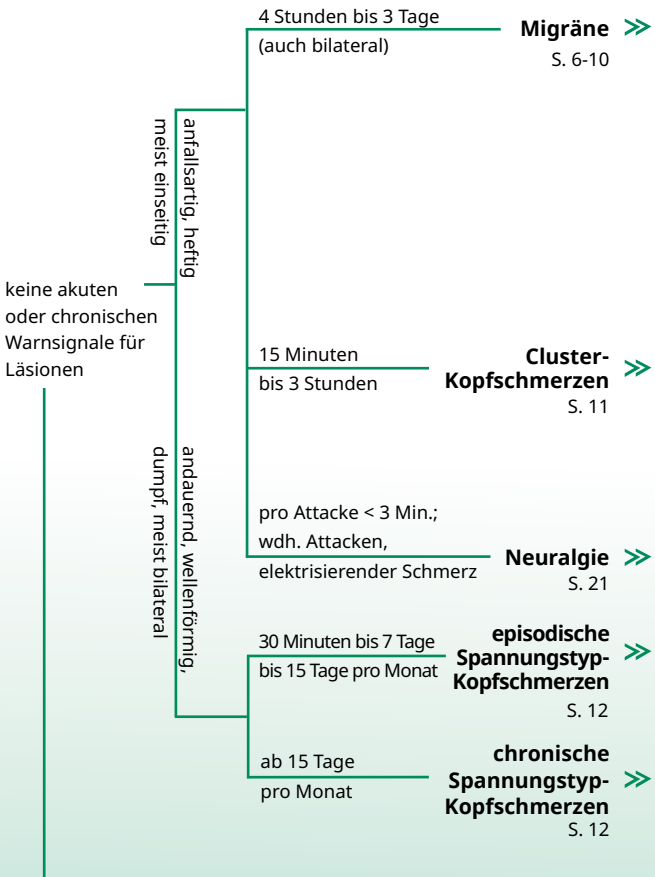 4 Stunden bis 3 Tage
(auch bilateral)
Migräne
S. 6-10
anfallsartig, heftig
meist einseitig
keine akuten
oder chronischen
Warnsignale für
Läsionen
15 Minuten
bis 3 Stunden
Cluster-
Kopfschmerzen
S. 11
andauernd, wellenförmig,
dumpf, meist bilateral
pro Attacke < 3 Min.;
wdh. Attacken,
elektrisierender Schmerz
Neuralgie
S. 21
30 Minuten bis 7 Tage
bis 15 Tage pro Monat
episodische
Spannungstyp-
Kopfschmerzen
S. 12
ab 15 Tage
pro Monat
chronische
Spannungstyp-
Kopfschmerzen
S. 12